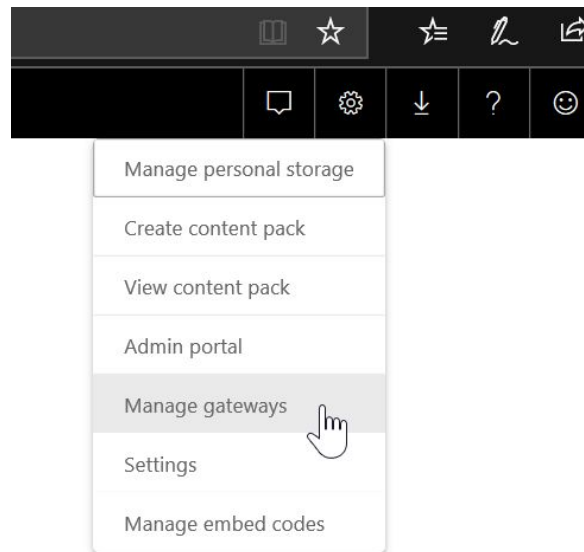 ?
Manage personal storage
Create content pack
View content pack
Admin portal
Manage gateways
Settings
Manage embed codes